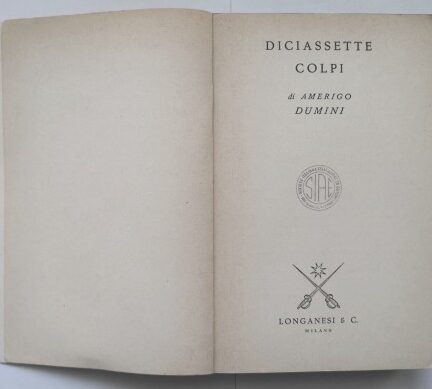 DICIASSETTE
COLPI
di AMERIGO
DUMINI
SIAE
LONGANESI & C.
MILANO